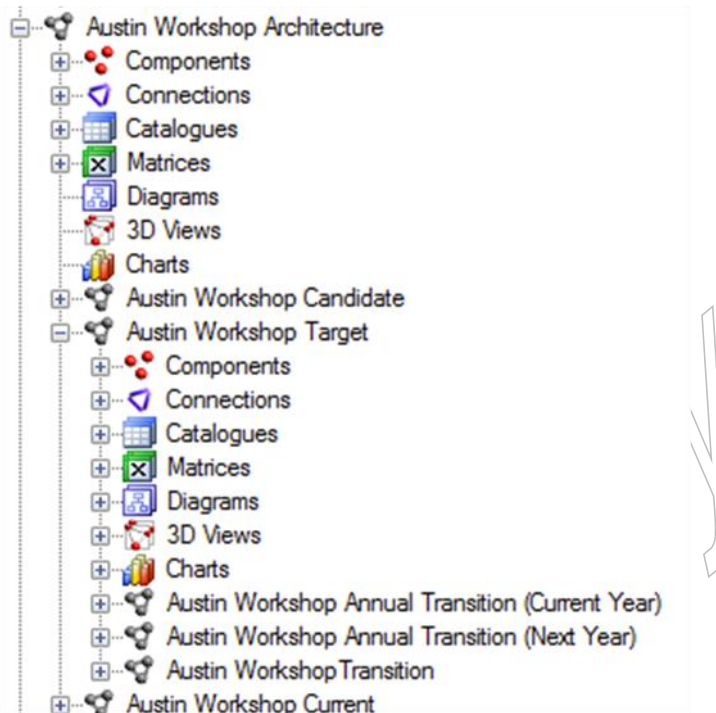 Austin Workshop Architecture
Components
Connections
Catalogues
Matrices
Diagrams
3D Views
Charts
Austin Workshop Candidate
Austin Workshop Target
Components
Connections
Catalogues
Matrices
Diagrams
3D Views
Charts
Austin Workshop Annual Transition (Current Year)
Austin Workshop Annual Transition (Next Year)
Austin WorkshopTransition
Austin Workshop Current